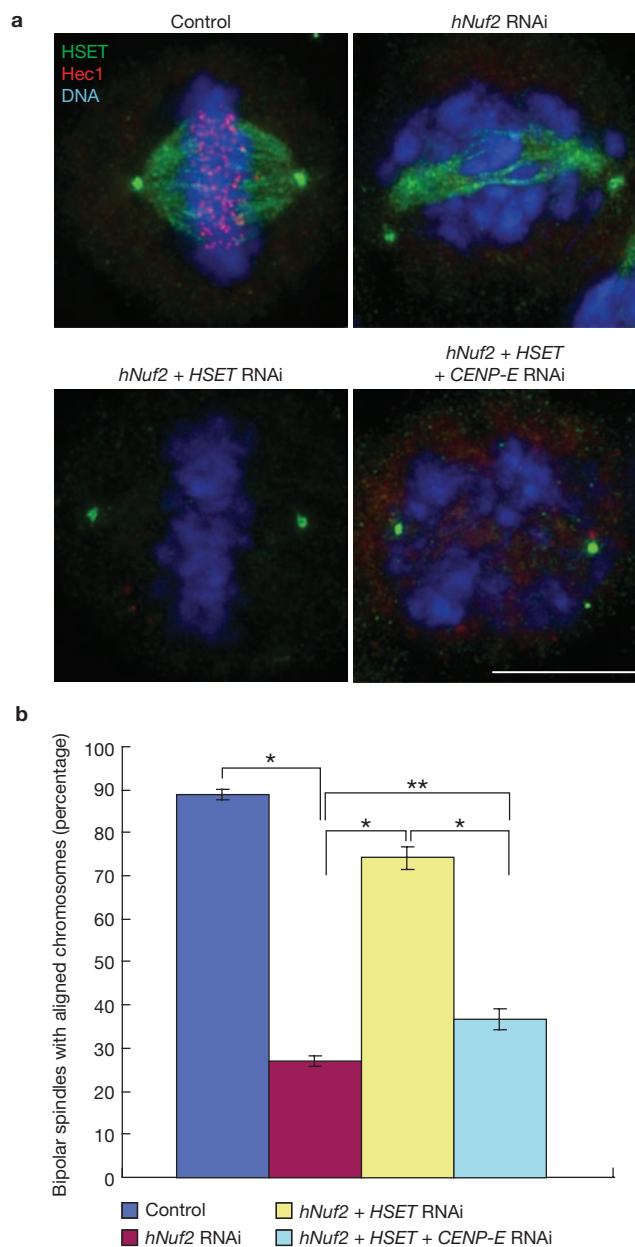 a
Control
hNuf2 RNAi
HSET
Hec1
DNA
hNuf2 + HSET RNAi
hNuf2 + HSET
+ CENP-E RNAi
b
Bipolar spindles with aligned chromosomes (percentage)
100
90
80
70
60
50
40
30
20
10
0
*
**
*
*
Control
hNuf2 + HSET RNAi
hNuf2 RNAi
hNuf2 + HSET + CENP-E RNAi